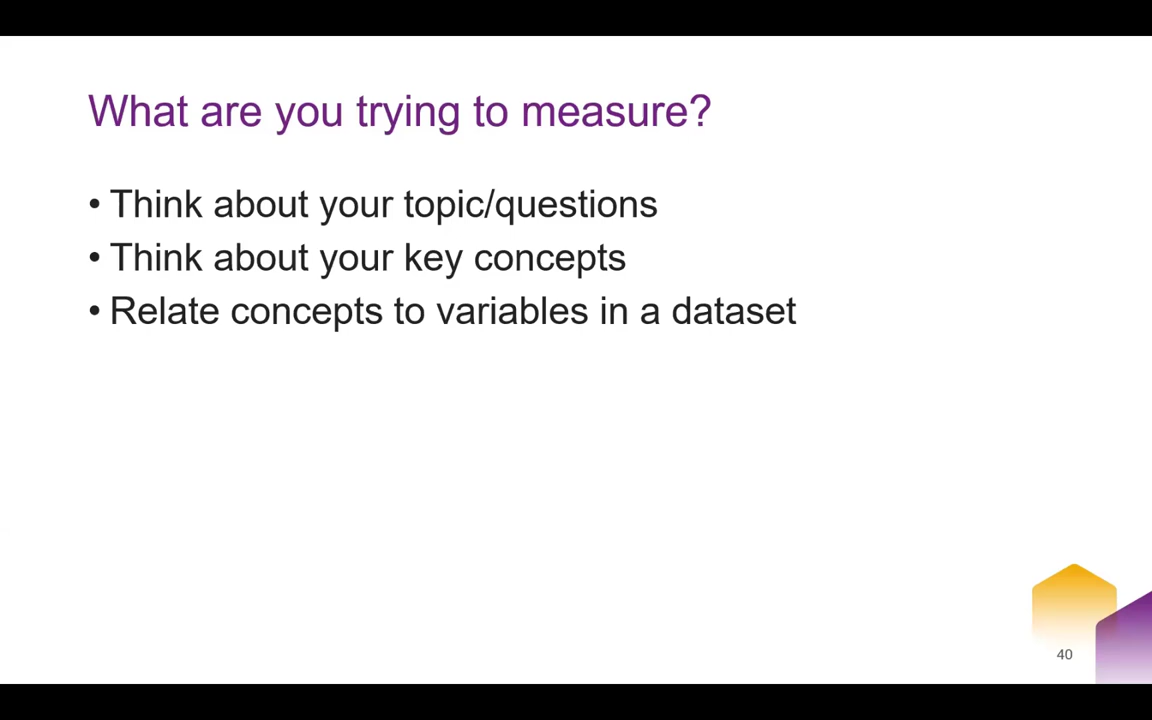 What are you trying to measure?
• Think about your topic/questions
• Think about your key concepts
• Relate concepts to variables in a dataset
40